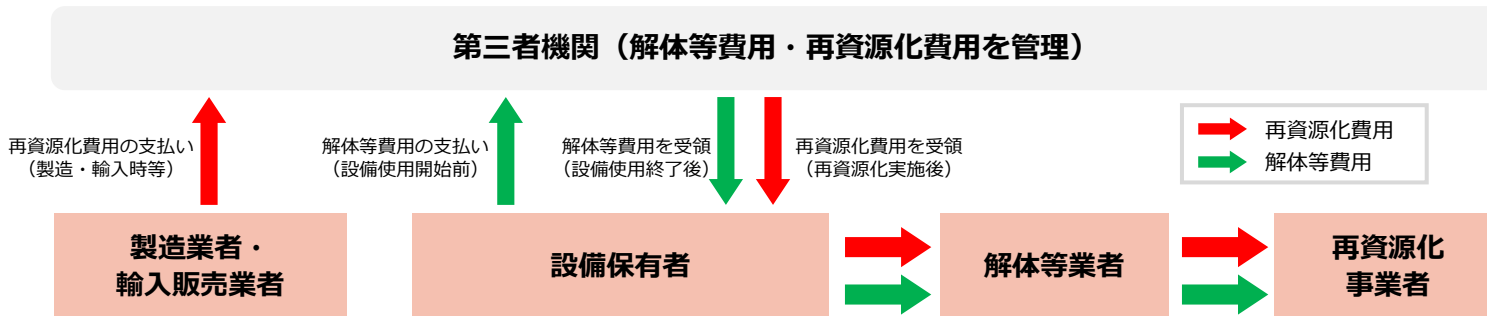 第三者機関（解体等費用・再資源化費用を管理）
再資源化費用の支払い
（製造・輸入時等）
解体等費用の支払い
（設備使用開始前）
解体等費用を受領
（設備使用終了後）
再資源化費用を受領
（再資源化実施後）
再資源化費用
解体等費用
製造業者・
輸入販売業者
設備保有者
解体等業者
再資源化
事業者